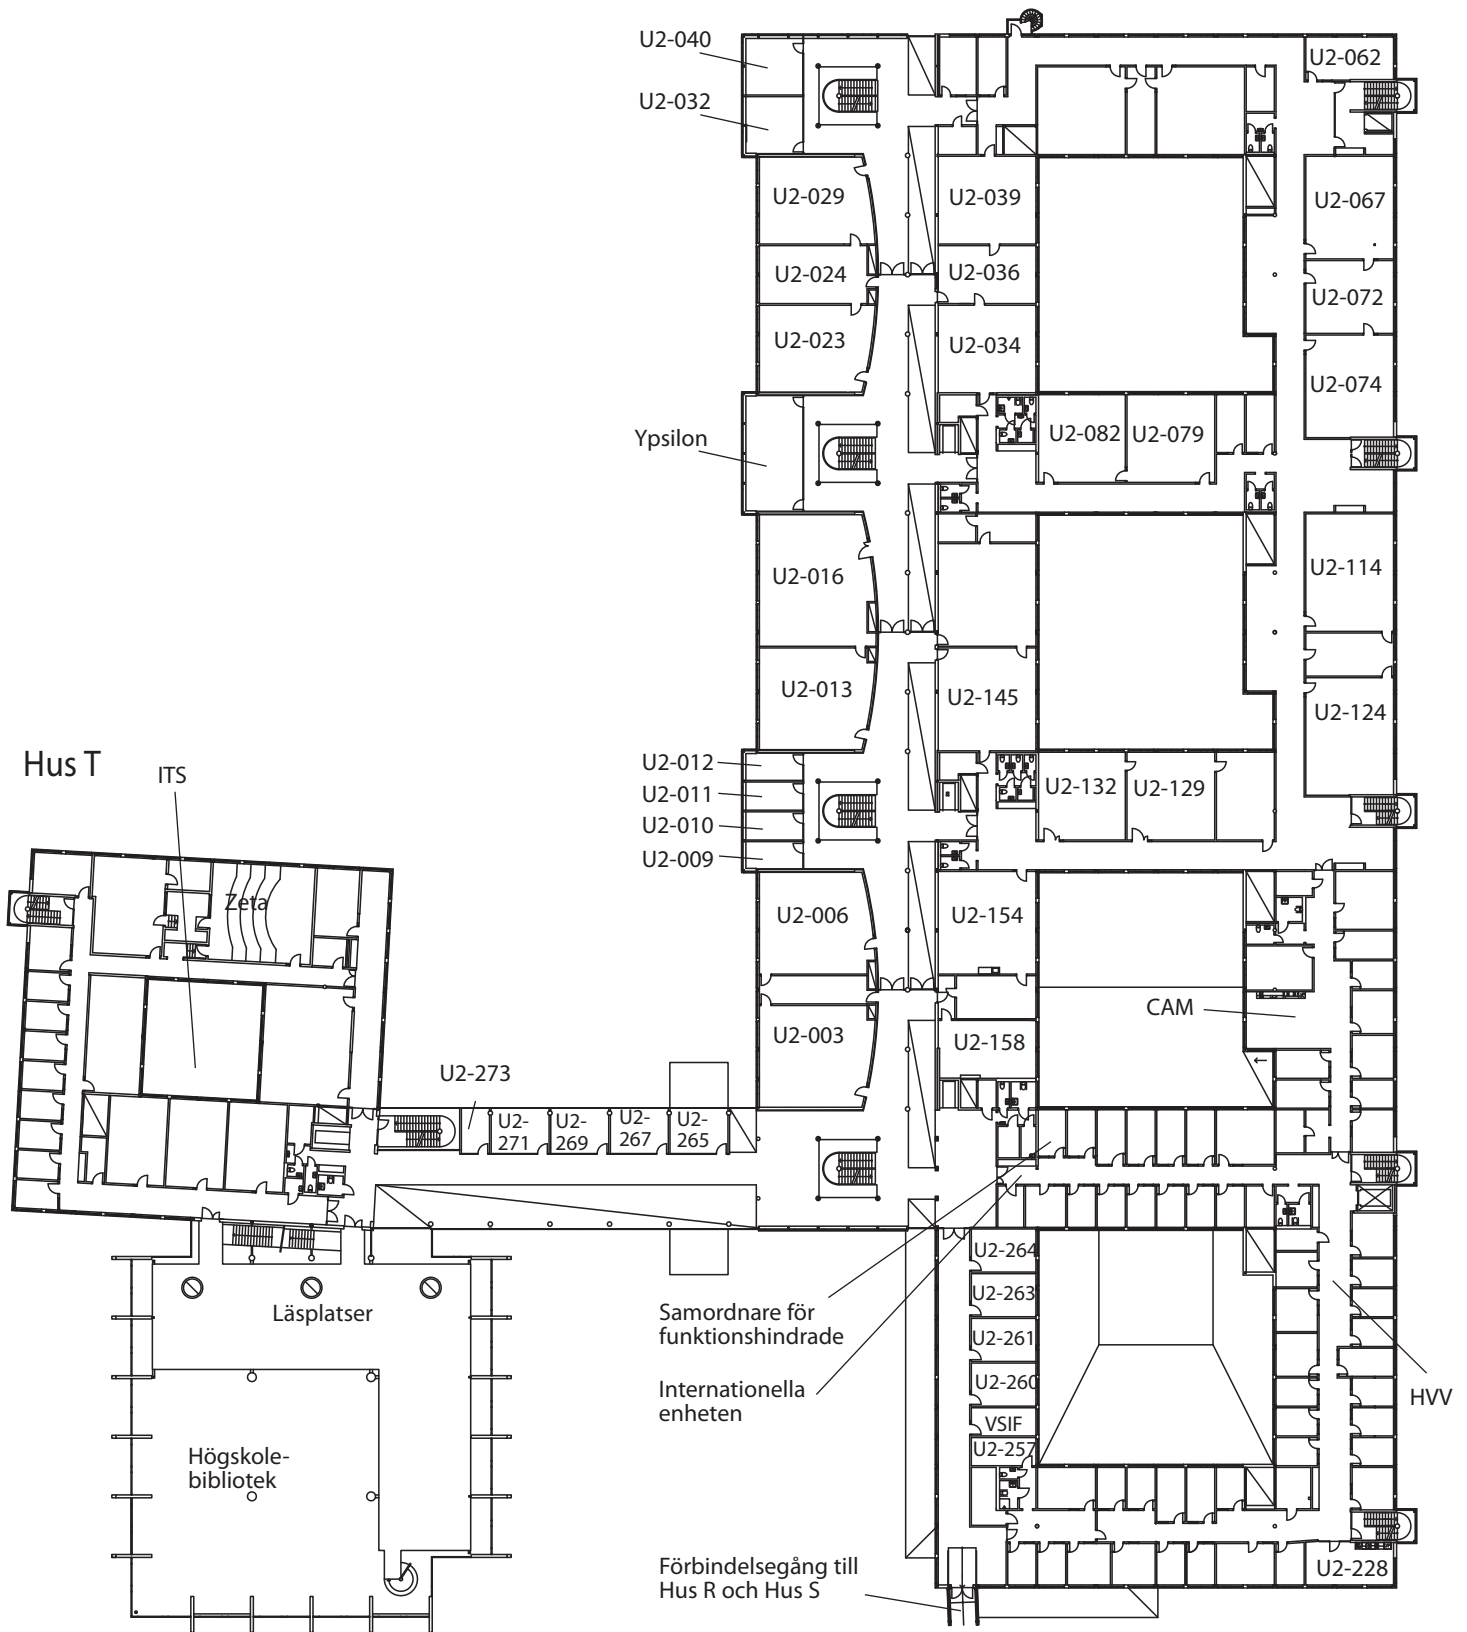 U2-040
U2-062
U2-032
U2-029
U2-039
U2-067
U2-024
U2-036
U2-072
U2-023
U2-034
U2-074
Ypsilon
U2-082
U2-079
U2-016
U2-114
U2-013
U2-145
U2-124
Hus T
ITS
U2-012
U2-011
U2-010
U2-009
U2-132
U2-129
Zeta
U2-006
U2-154
CAM
U2-003
U2-158
U2-273
U2-
271
U2-
269
U2-
267
U2-
265
U2-264
U2-263
U2-261
U2-260
VSIF
U2-257
Läsplatser
Samordnare för
funktionshindrade
Internationella
enheten
HVV
Högskole-
bibliotek
Förbindelsegång till
Hus R och Hus S
U2-228